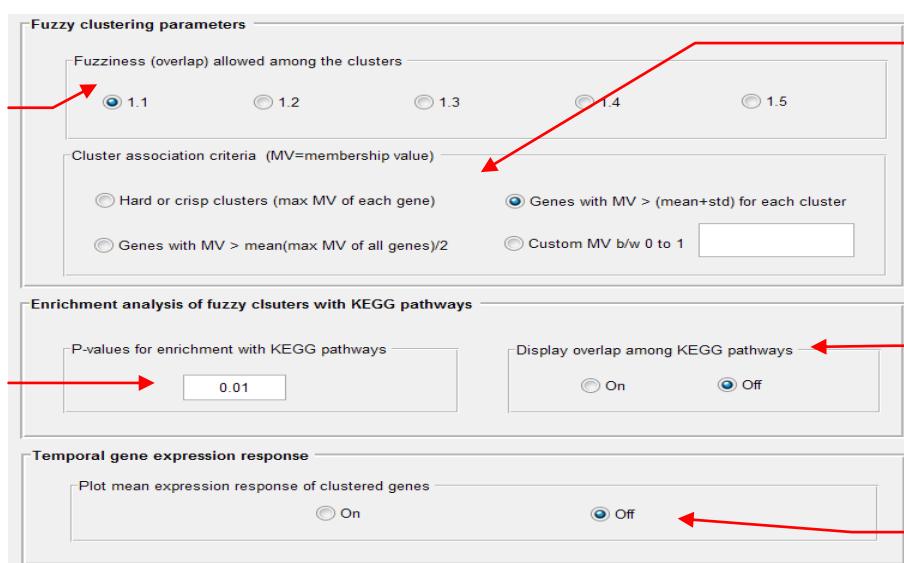 Fuzzy clustering parameters
Fuzziness (overlap) allowed among the clusters
1.1 1.2 1.3 1.4 1.5
Cluster association criteria (MV=membership value)
Hard or crisp clusters (max MV of each gene) Genes with MV > (mean+std) for each cluster
Genes with MV > mean(max MV of all genes)/2 Custom MV b/w 0 to 1
Enrichment analysis of fuzzy clsuters with KEGG pathways
P-values for enrichment with KEGG pathways Display overlap among KEGG pathways
0.01 On Off
Temporal gene expression response
Plot mean expression response of clustered genes
On Off